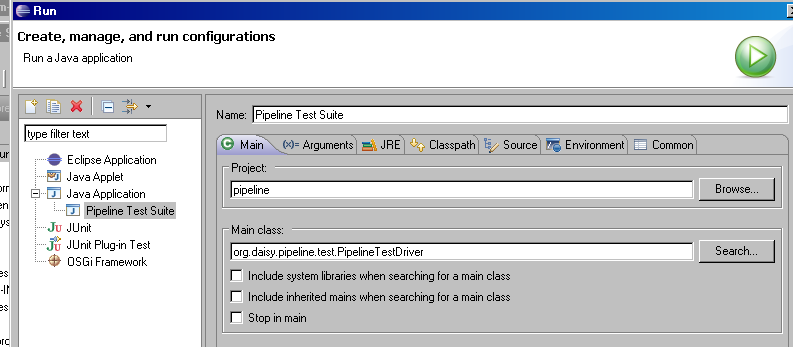 Run
Create, manage, and run configurations
Run a Java application
type filter text
Eclipse Application
Java Applet
Java Application
Pipeline Test Suite
JUnit
JUnit Plug-in Test
OSGi Framework
Name: Pipeline Test Suite
Main (x)= Arguments JRE Classpath Source Environment Common
Project:
pipeline Browse...
Main class:
org.daisy.pipeline.test.PipelineTestDriver Search...
Include system libraries when searching for a main class
Include inherited mains when searching for a main class
Stop in main